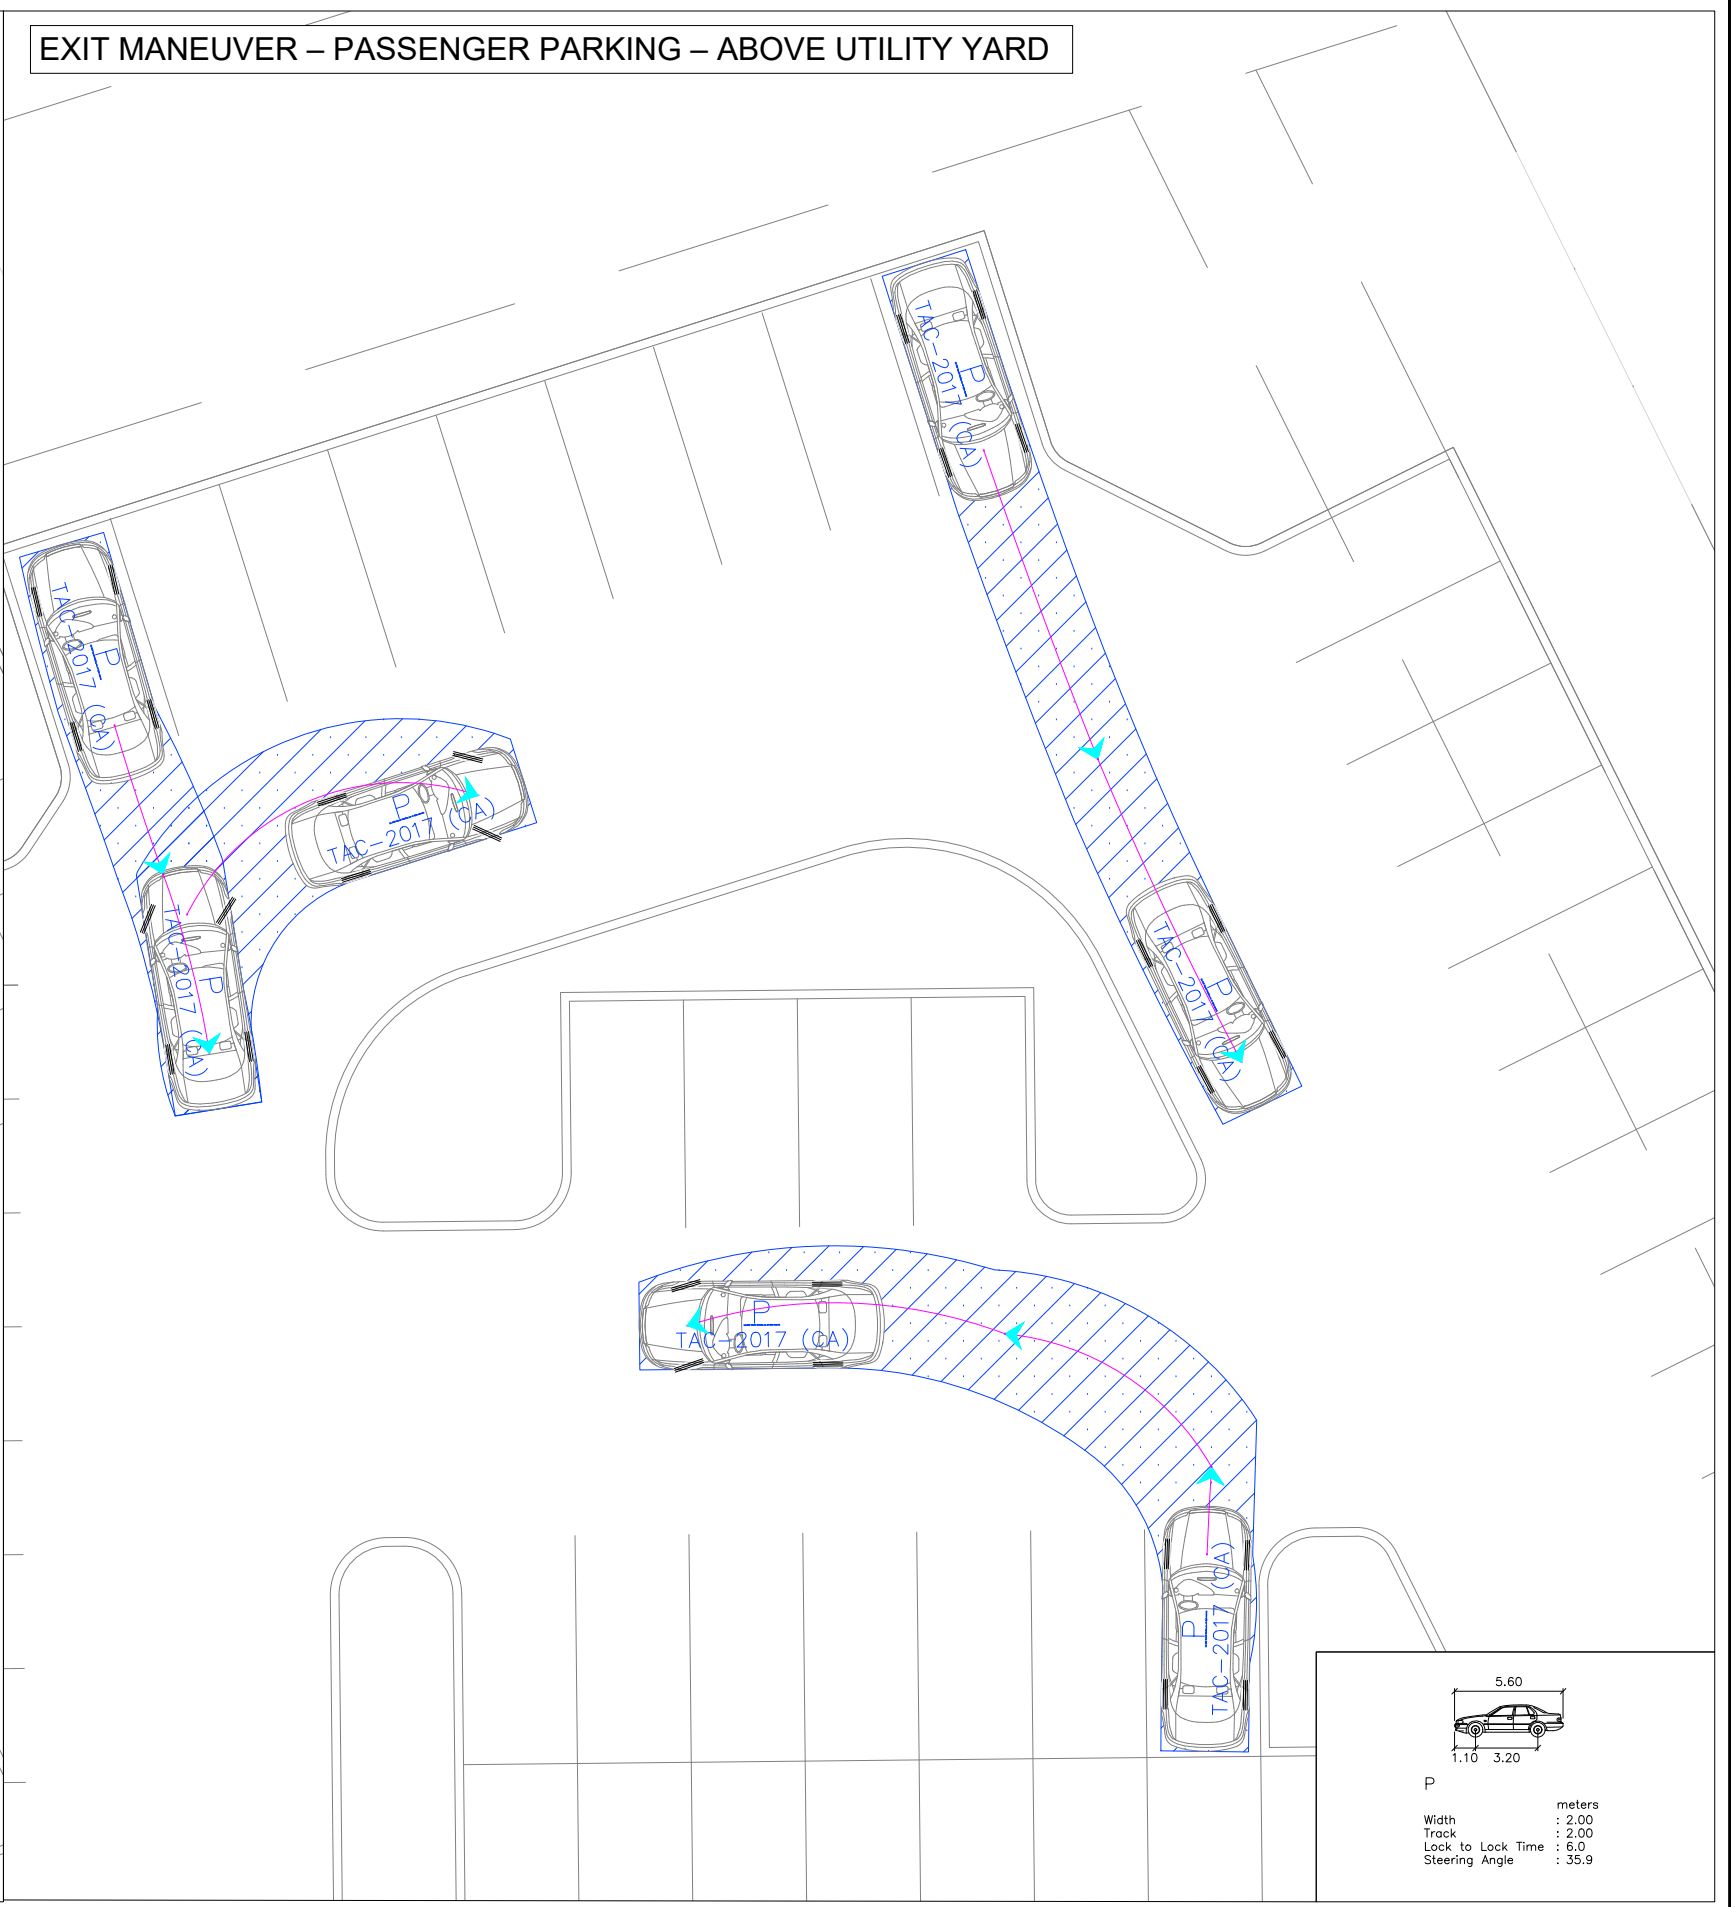 EXIT MANEUVER – PASSENGER PARKING – ABOVE UTILITY YARD
P
TAC-2017 (CA)
P
TAC-2017 (CA)
P
TAC-2017 (CA)
P
TAC-2017 (CA)
P
TAC-2017 (CA)
P
TAC-2017 (CA)
P
TAC-2017 (CA)
5.60
1.10 3.20
P
meters
Width : 2.00
Track : 2.00
Lock to Lock Time : 6.0
Steering Angle : 35.9